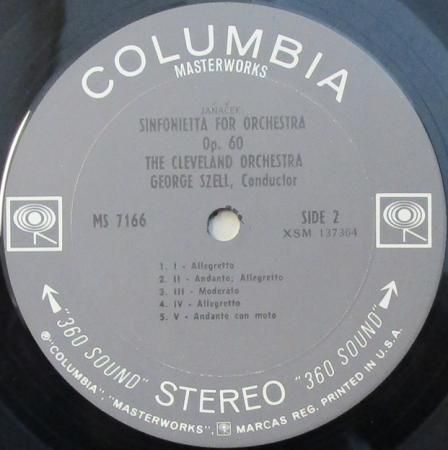 COLUMBIA
MASTERWORKS
JANÁČEK:
SINFONIETTA FOR ORCHESTRA
Op. 60
THE CLEVELAND ORCHESTRA
GEORGE SZELL, Conductor
MS 7166
SIDE 2
XSM 137364
1. I - Allegretto
2. II - Andante; Allegretto
3. III - Moderato
4. IV - Allegretto
5. V - Andante con moto
"360 SOUND" STEREO "360 SOUND"
® "COLUMBIA", "MASTERWORKS", MARCAS REG. PRINTED IN U.S.A.